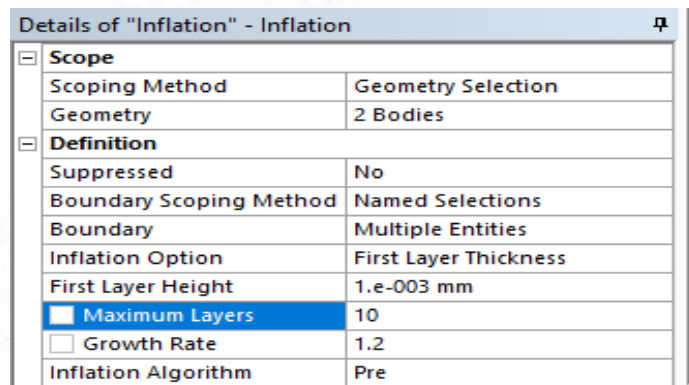 Details of "Inflation" - Inflation
Scope
Scoping Method Geometry Selection
Geometry 2 Bodies
Definition
Suppressed No
Boundary Scoping Method Named Selections
Boundary Multiple Entities
Inflation Option First Layer Thickness
First Layer Height 1.e-003 mm
Maximum Layers 10
Growth Rate 1.2
Inflation Algorithm Pre